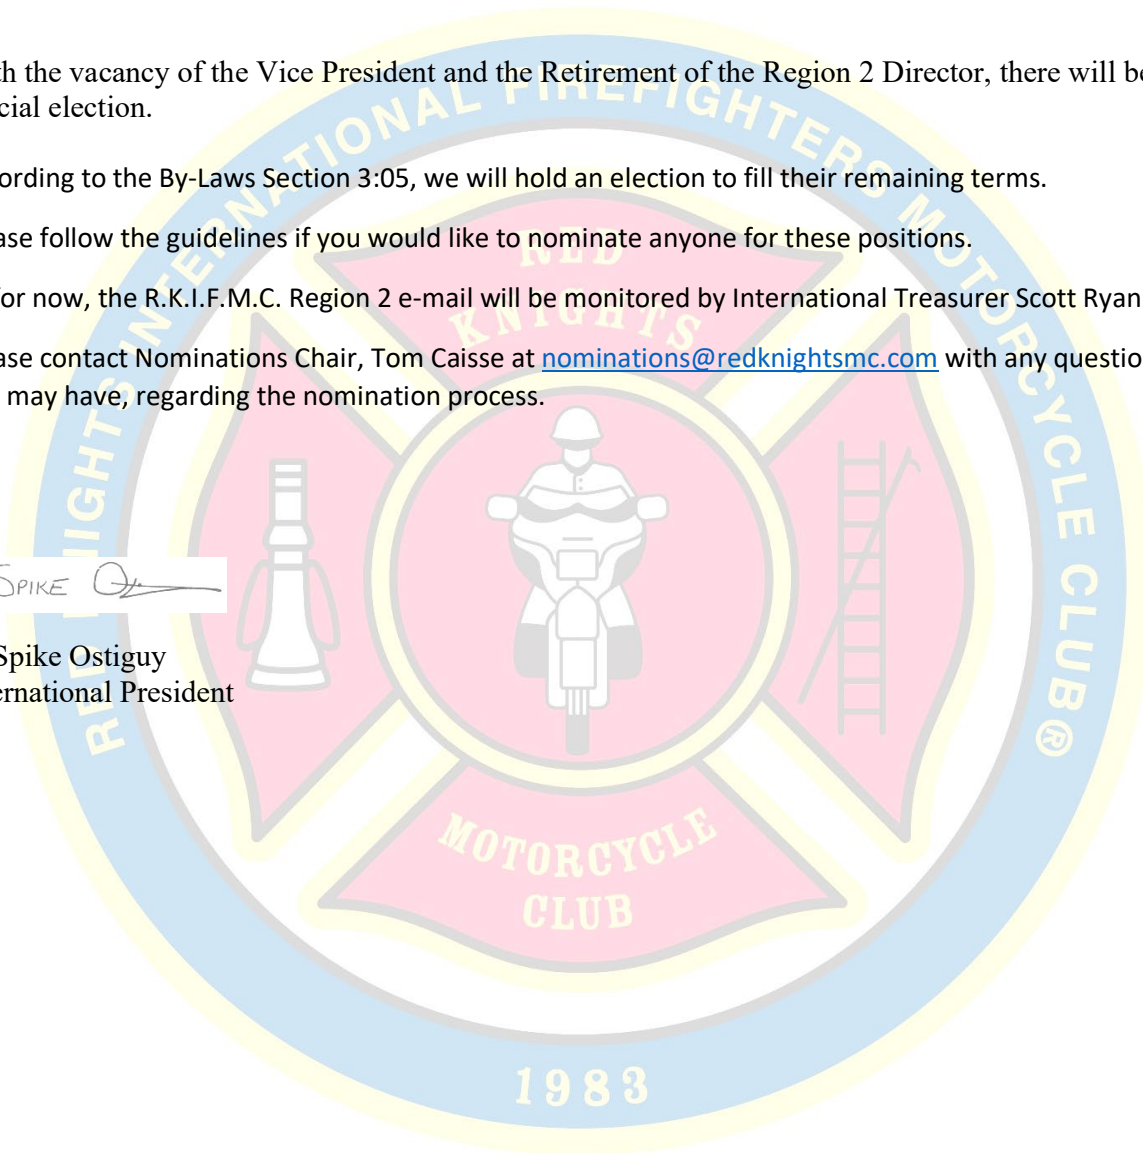 th the vacancy of the Vice President and the Retirement of the Region 2 Director, there will be
cial election.
ording to the By-Laws Section 3:05, we will hold an election to fill their remaining terms.
ase follow the guidelines if you would like to nominate anyone for these positions.
for now, the R.K.I.F.M.C. Region 2 e-mail will be monitored by International Treasurer Scott Ryan
ase contact Nominations Chair, Tom Caisse at nominations@redknightsmc.com with any questio
may have, regarding the nomination process.
SPIKE
Spike Ostiguy
ernational President
RED KNIGHTS INTERNATIONAL FIREFIGHTERS MOTORCYCLE CLUB®
RED
KNIGHTS
MOTORCYCLE
CLUB
1983